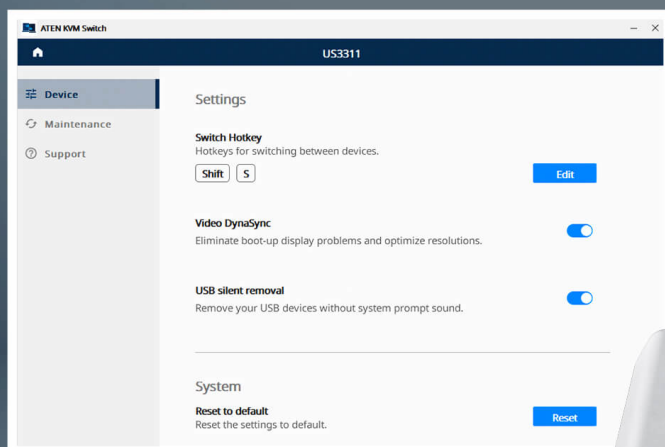 ATEN KVM Switch
US3311
Device
Maintenance
Support
Settings
Switch Hotkey
Hotkeys for switching between devices.
Shift S
Edit
Video DynaSync
Eliminate boot-up display problems and optimize resolutions.
USB silent removal
Remove your USB devices without system prompt sound.
System
Reset to default
Reset the settings to default.
Reset